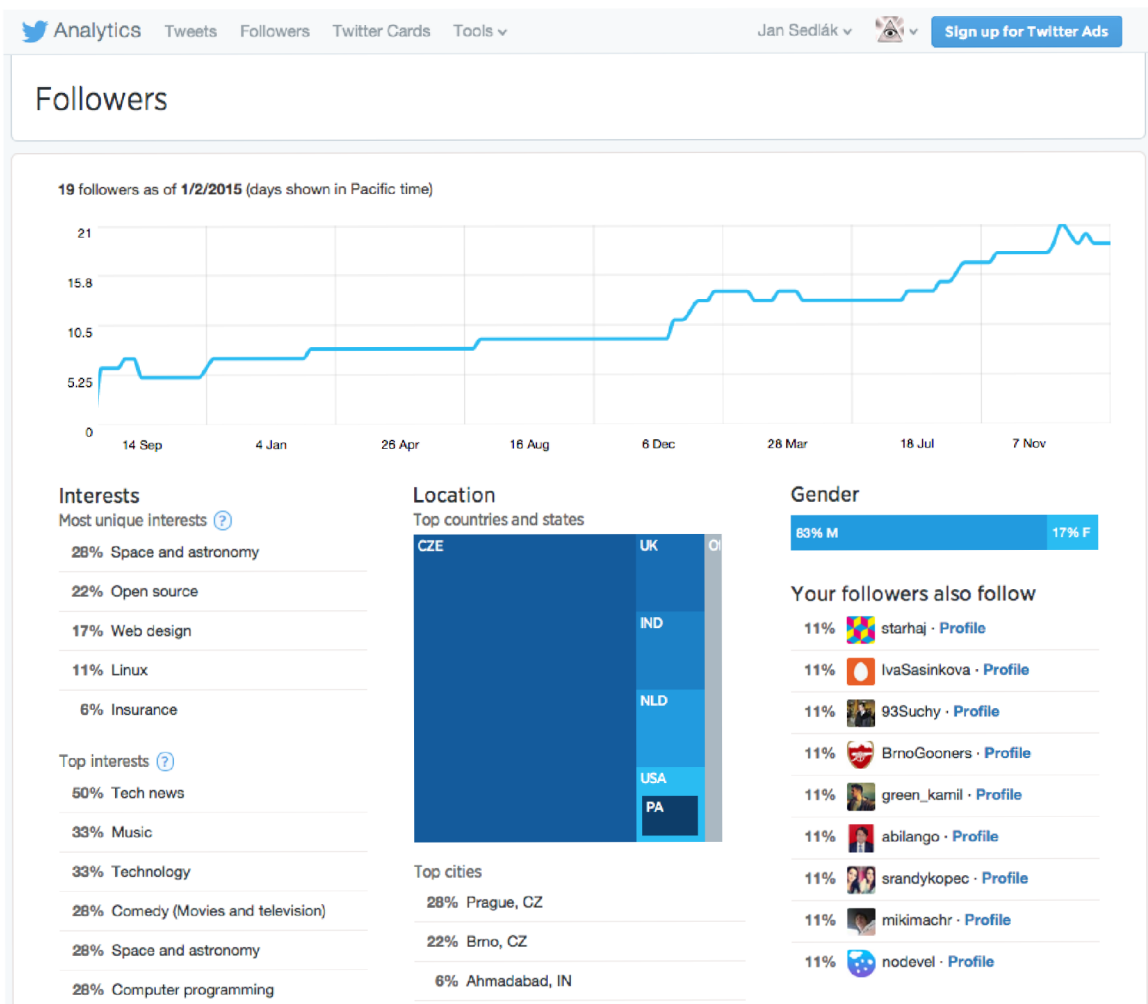 Analytics Tweets Followers Twitter Cards Tools Jan Sedlák Sign up for Twitter Ads
Followers
19 followers as of 1/2/2015 (days shown in Pacific time)
21
15.8
10.5
5.25
0
14 Sep 4 Jan 26 Apr 16 Aug 6 Dec 28 Mar 18 Jul 7 Nov
Interests
Most unique interests ?
28% Space and astronomy
22% Open source
17% Web design
11% Linux
6% Insurance
Top interests ?
50% Tech news
33% Music
33% Technology
28% Comedy (Movies and television)
28% Space and astronomy
28% Computer programming
Location
Top countries and states
CZE
UK
IND
NLD
USA
PA
Top cities
28% Prague, CZ
22% Brno, CZ
6% Ahmadabad, IN
Gender
83% M 17% F
Your followers also follow
11% starhaj · Profile
11% IvaSasinkova · Profile
11% 93Suchy · Profile
11% BrnoGooners · Profile
11% green_kamil · Profile
11% abilango · Profile
11% srandykopec · Profile
11% mikimachr · Profile
11% nodevel · Profile